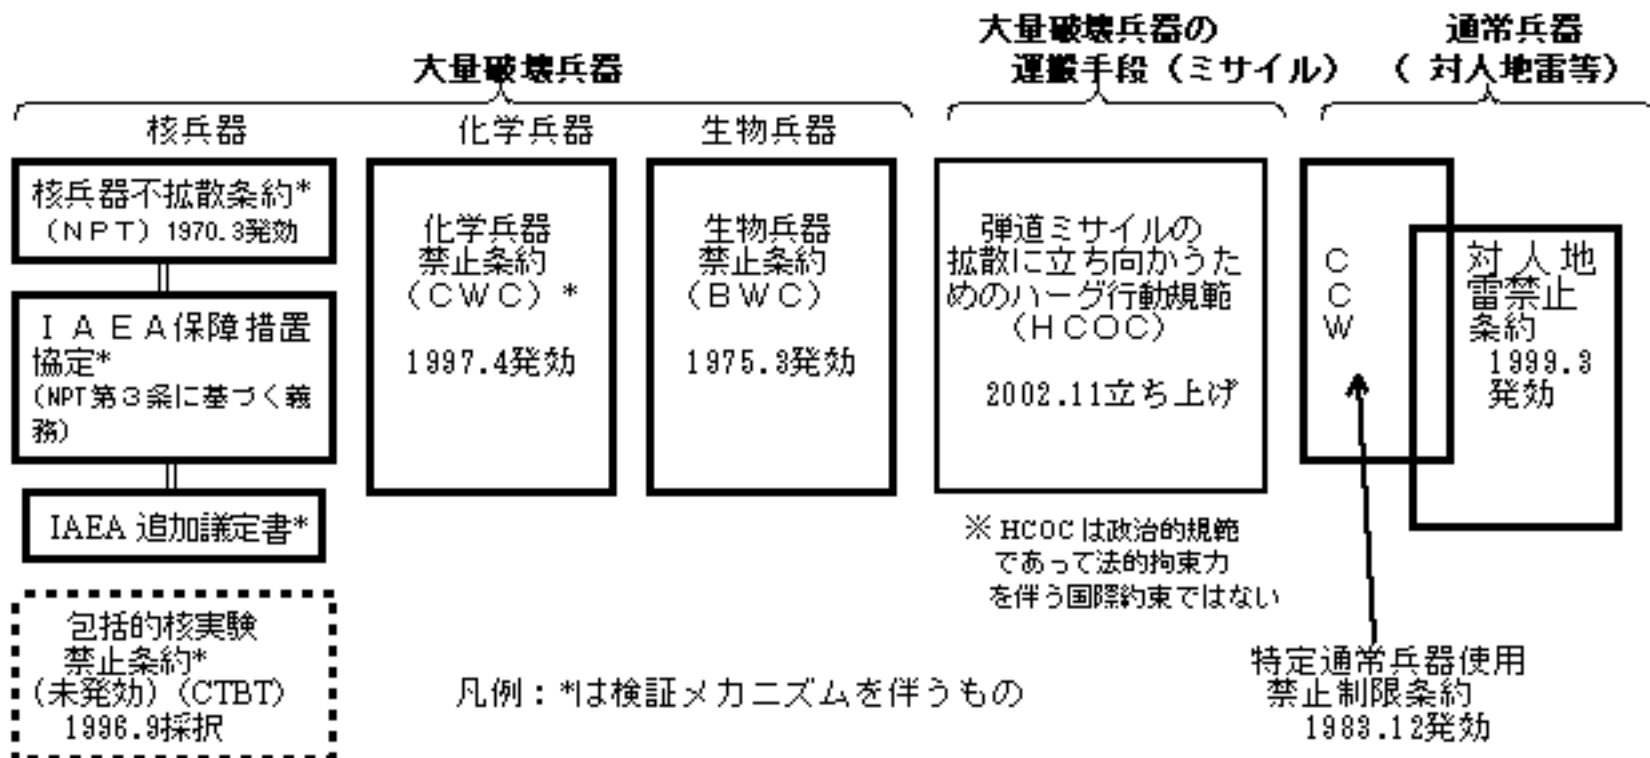 大量破壊兵器
大量破壊兵器の
運搬手段（ミサイル）
通常兵器
（ 対人地雷等）
核兵器
化学兵器
生物兵器
核兵器不拡散条約*
（ＮＰＴ）1970.3発効
ＩＡＥＡ保障措置
協定*
(NPT第３条に基づく義
務)
IAEA 追加議定書*
包括的核実験
禁止条約*
(未発効) (CTBT)
1996.9採択
化学兵器
禁止条約
（ＣＷＣ）*
1997.4発効
生物兵器
禁止条約
（ＢＷＣ）
1975.3発効
弾道ミサイルの
拡散に立ち向かうた
めのハーグ行動規範
（ＨＣＯＣ）
2002.11立ち上げ
※ HCOCは政治的規範
であって法的拘束力
を伴う国際約束ではない
Ｃ
Ｃ
Ｗ
対人地
雷禁止
条約
1999.3
発効
特定通常兵器使用
禁止制限条約
1983.12発効
凡例：*は検証メカニズムを伴うもの